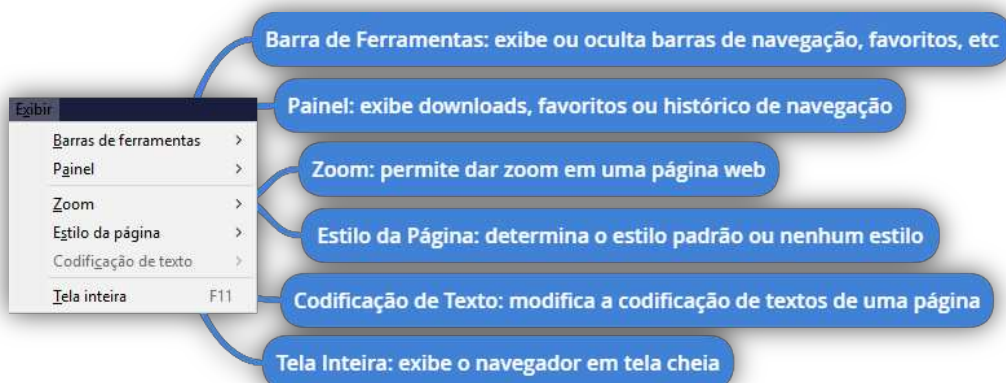 Exibir
Barras de ferramentas >
Painel >
Zoom >
Estilo da página >
Codificação de texto >
Tela inteira F11
Barra de Ferramentas: exibe ou oculta barras de navegação, favoritos, etc
Painel: exibe downloads, favoritos ou histórico de navegação
Zoom: permite dar zoom em uma página web
Estilo da Página: determina o estilo padrão ou nenhum estilo
Codificação de Texto: modifica a codificação de textos de uma página
Tela Inteira: exibe o navegador em tela cheia